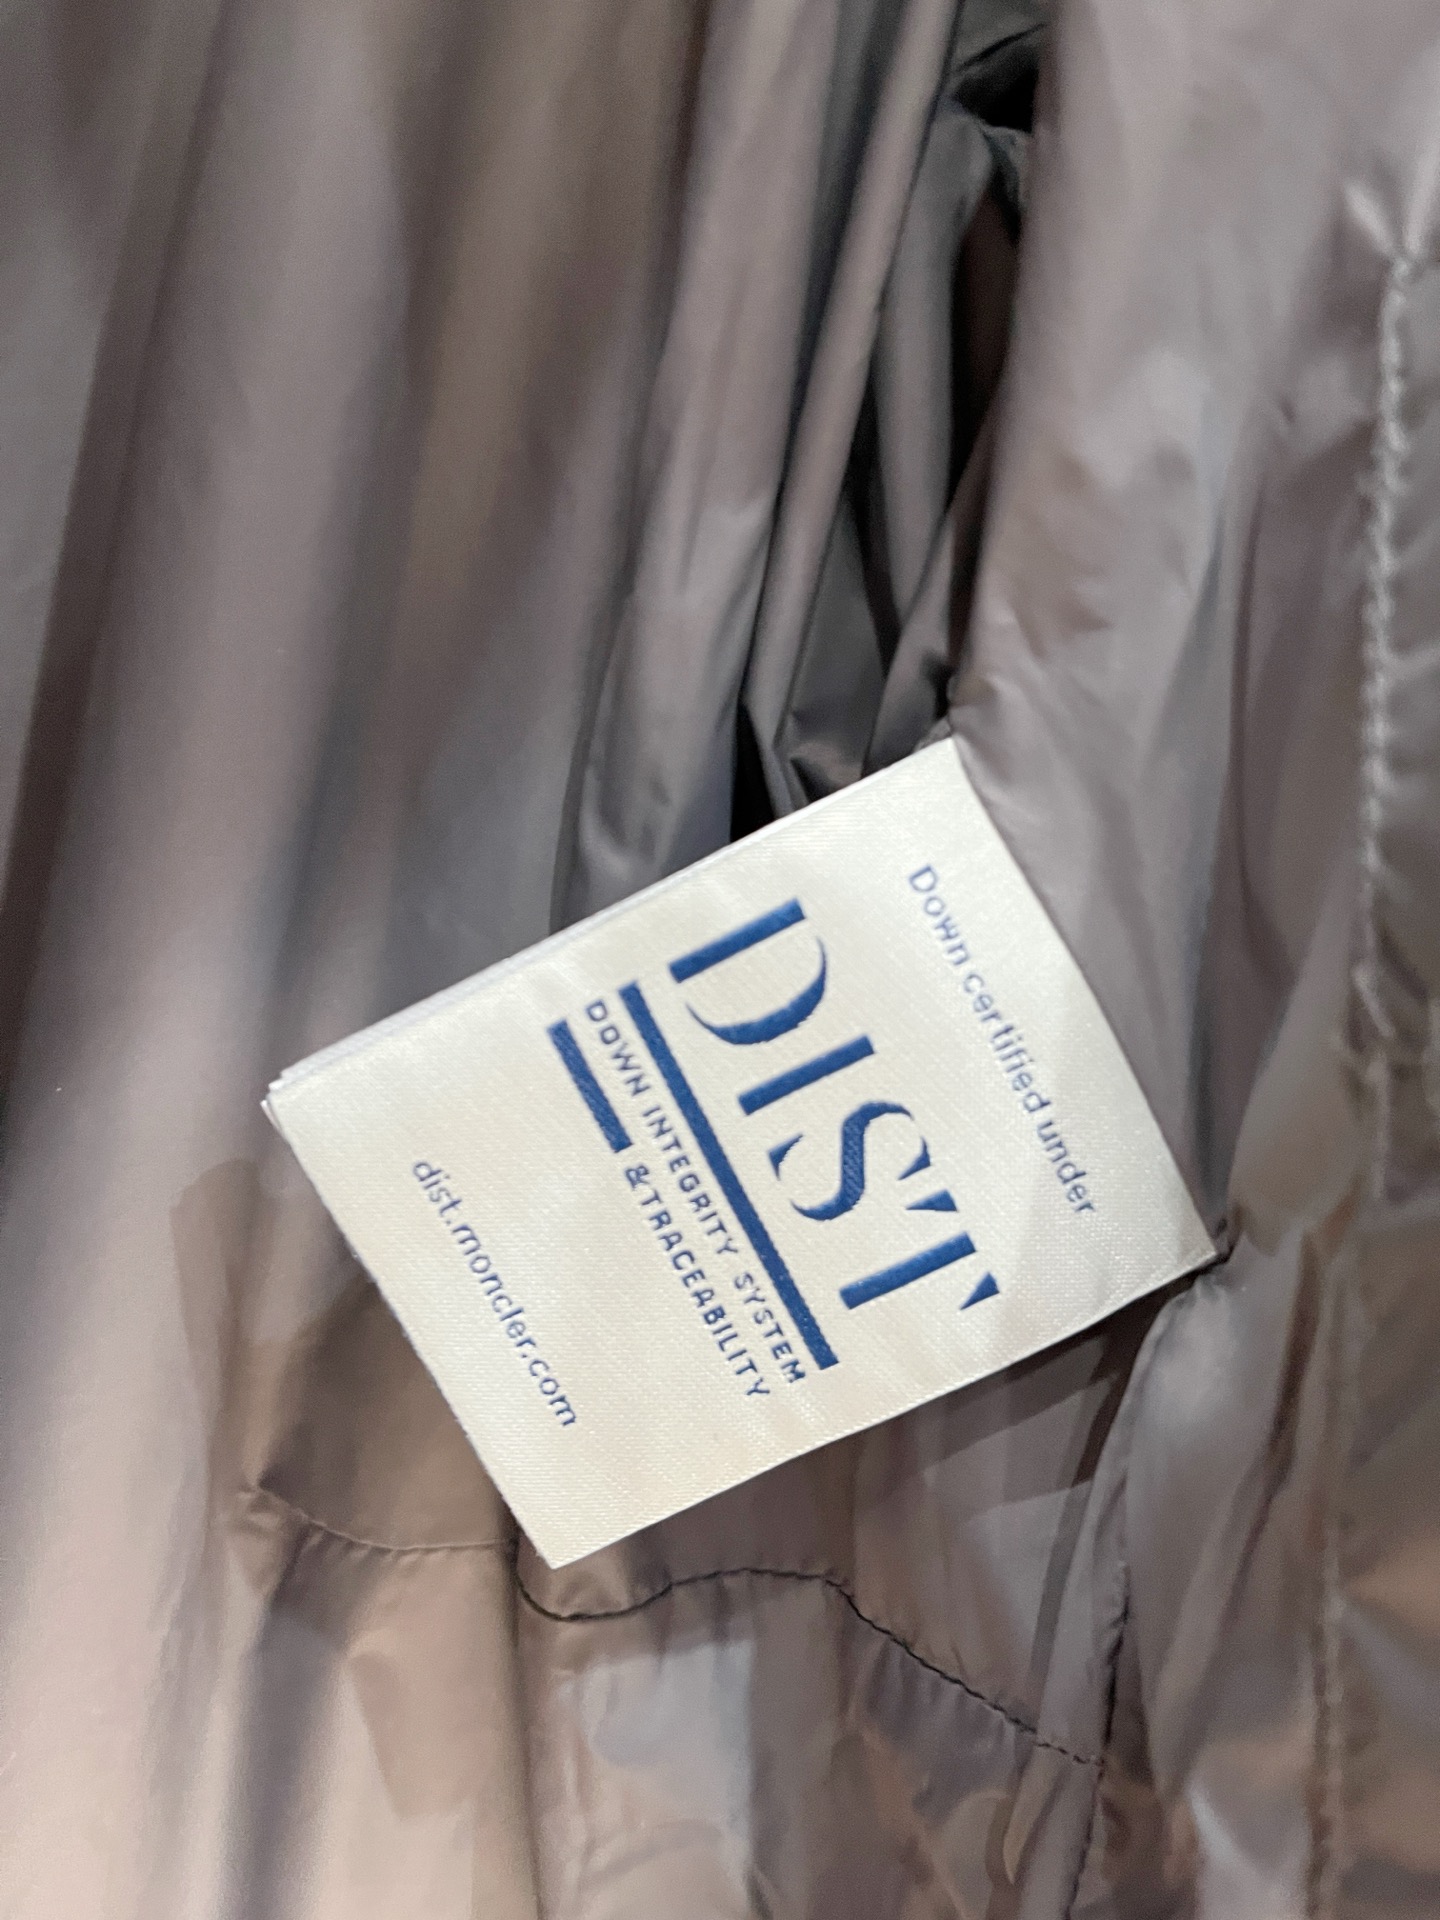 Down certified under
DIST
DOWN INTEGRITY SYSTEM
& TRACEABILITY
dist.moncler.com